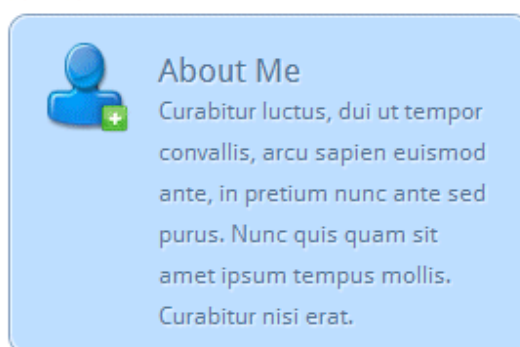 About Me
Curabitur luctus, dui ut tempor
convallis, arcu sapien euismod
ante, in pretium nunc ante sed
purus. Nunc quis quam sit
amet ipsum tempus mollis.
Curabitur nisi erat.